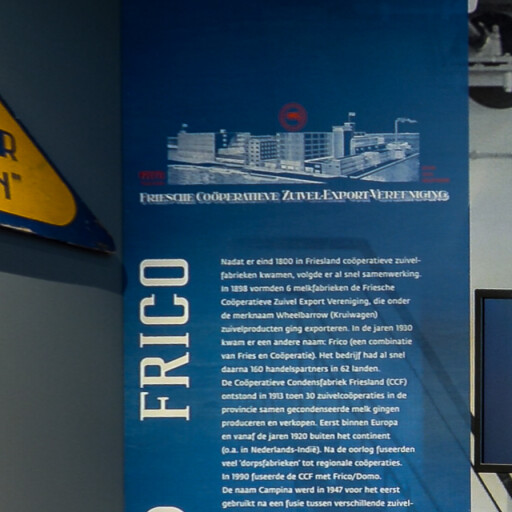 R
N"
FRIESCHE COÖPERATIEVE ZUIVEL-EXPORT-VEREENIGING
FRICO
Nadat er eind 1800 in Friesland coöperatieve zuivel-
fabrieken kwamen, volgde er al snel samenwerking.
In 1898 vormden 6 melkfabrieken de Friesche
Coöperatieve Zuivel Export Vereniging, die onder
de merknaam Wheelbarrow (Kruiwagen)
zuivelproducten ging exporteren. In de jaren 1930
kwam er een andere naam: Frico (een combinatie
van Fries en Coöperatie). Het bedrijf had al snel
daarna 160 handelspartners in 62 landen.
De Coöperatieve Condensfabriek Friesland (CCF)
ontstond in 1913 toen 30 zuivelcoöperaties in de
provincie samen gecondenseerde melk gingen
produceren en verkopen. Eerst binnen Europa
en vanaf de jaren 1920 buiten het continent
(o.a. in Nederlands-Indië). Na de oorlog fuseerden
veel 'dorpsfabrieken' tot regionale coöperaties.
In 1990 fuseerde de CCF met Frico/Domo.
De naam Campina werd in 1947 voor het eerst
gebruikt na een fusie tussen verschillende zuivel-